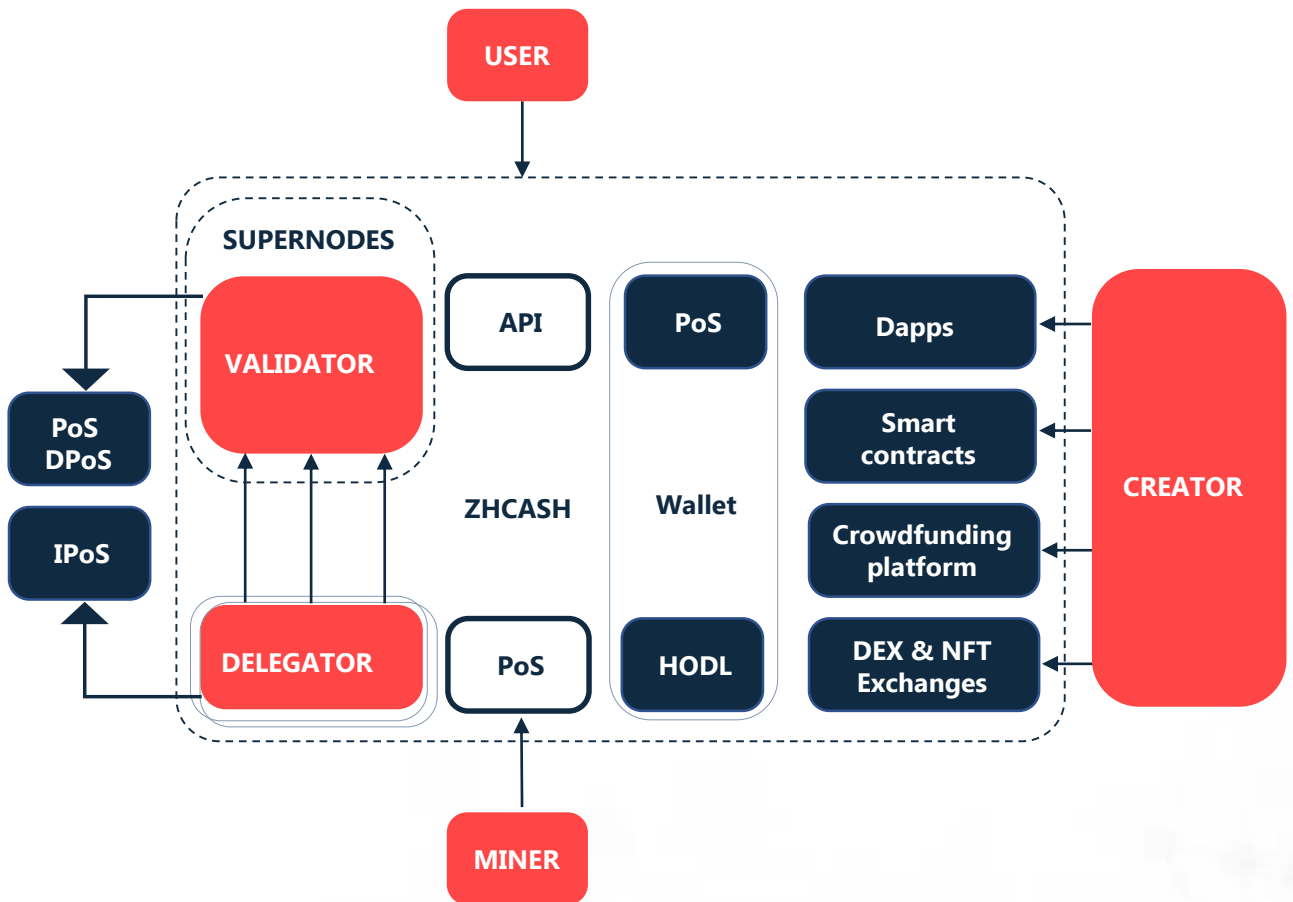 USER
SUPERNODES
VALIDATOR
API
PoS
Dapps
PoS
DPoS
Smart
contracts
CREATOR
ZHCASH
Wallet
IPoS
Crowdfunding
platform
DELEGATOR
PoS
HODL
DEX & NFT
Exchanges
MINER